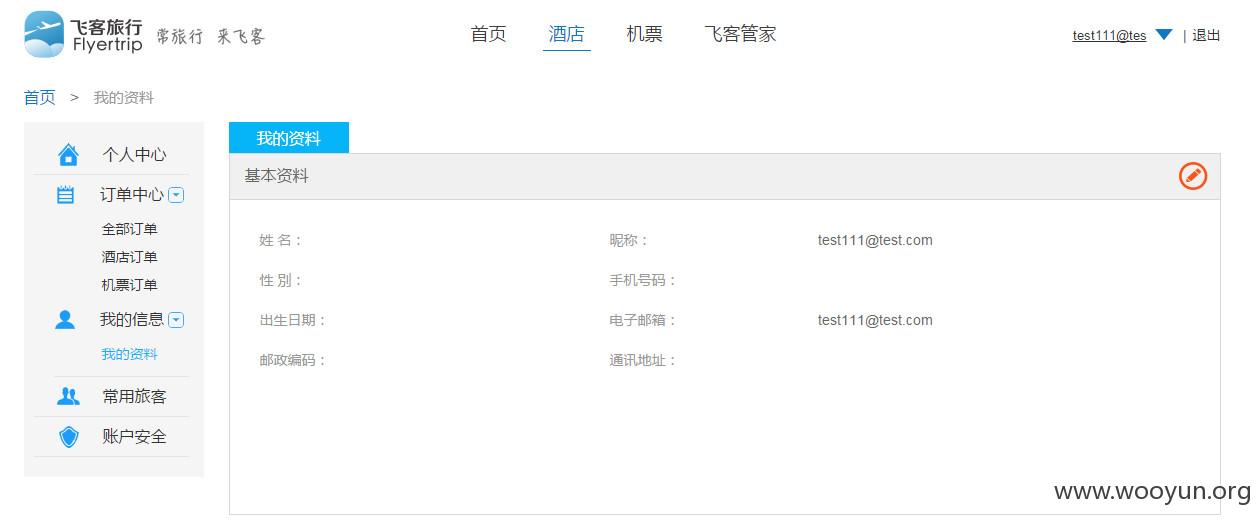 飞客旅行
Flyertrip
常旅行 来飞客
首页 酒店 机票 飞客管家
test111@tes | 退出
首页 > 我的资料
个人中心
订单中心
全部订单
酒店订单
机票订单
我的信息
我的资料
常用旅客
账户安全
我的资料
基本资料
姓 名： 昵称： test111@test.com
性 别： 手机号码：
出生日期： 电子邮箱： test111@test.com
邮政编码： 通讯地址：
www.wooyun.org